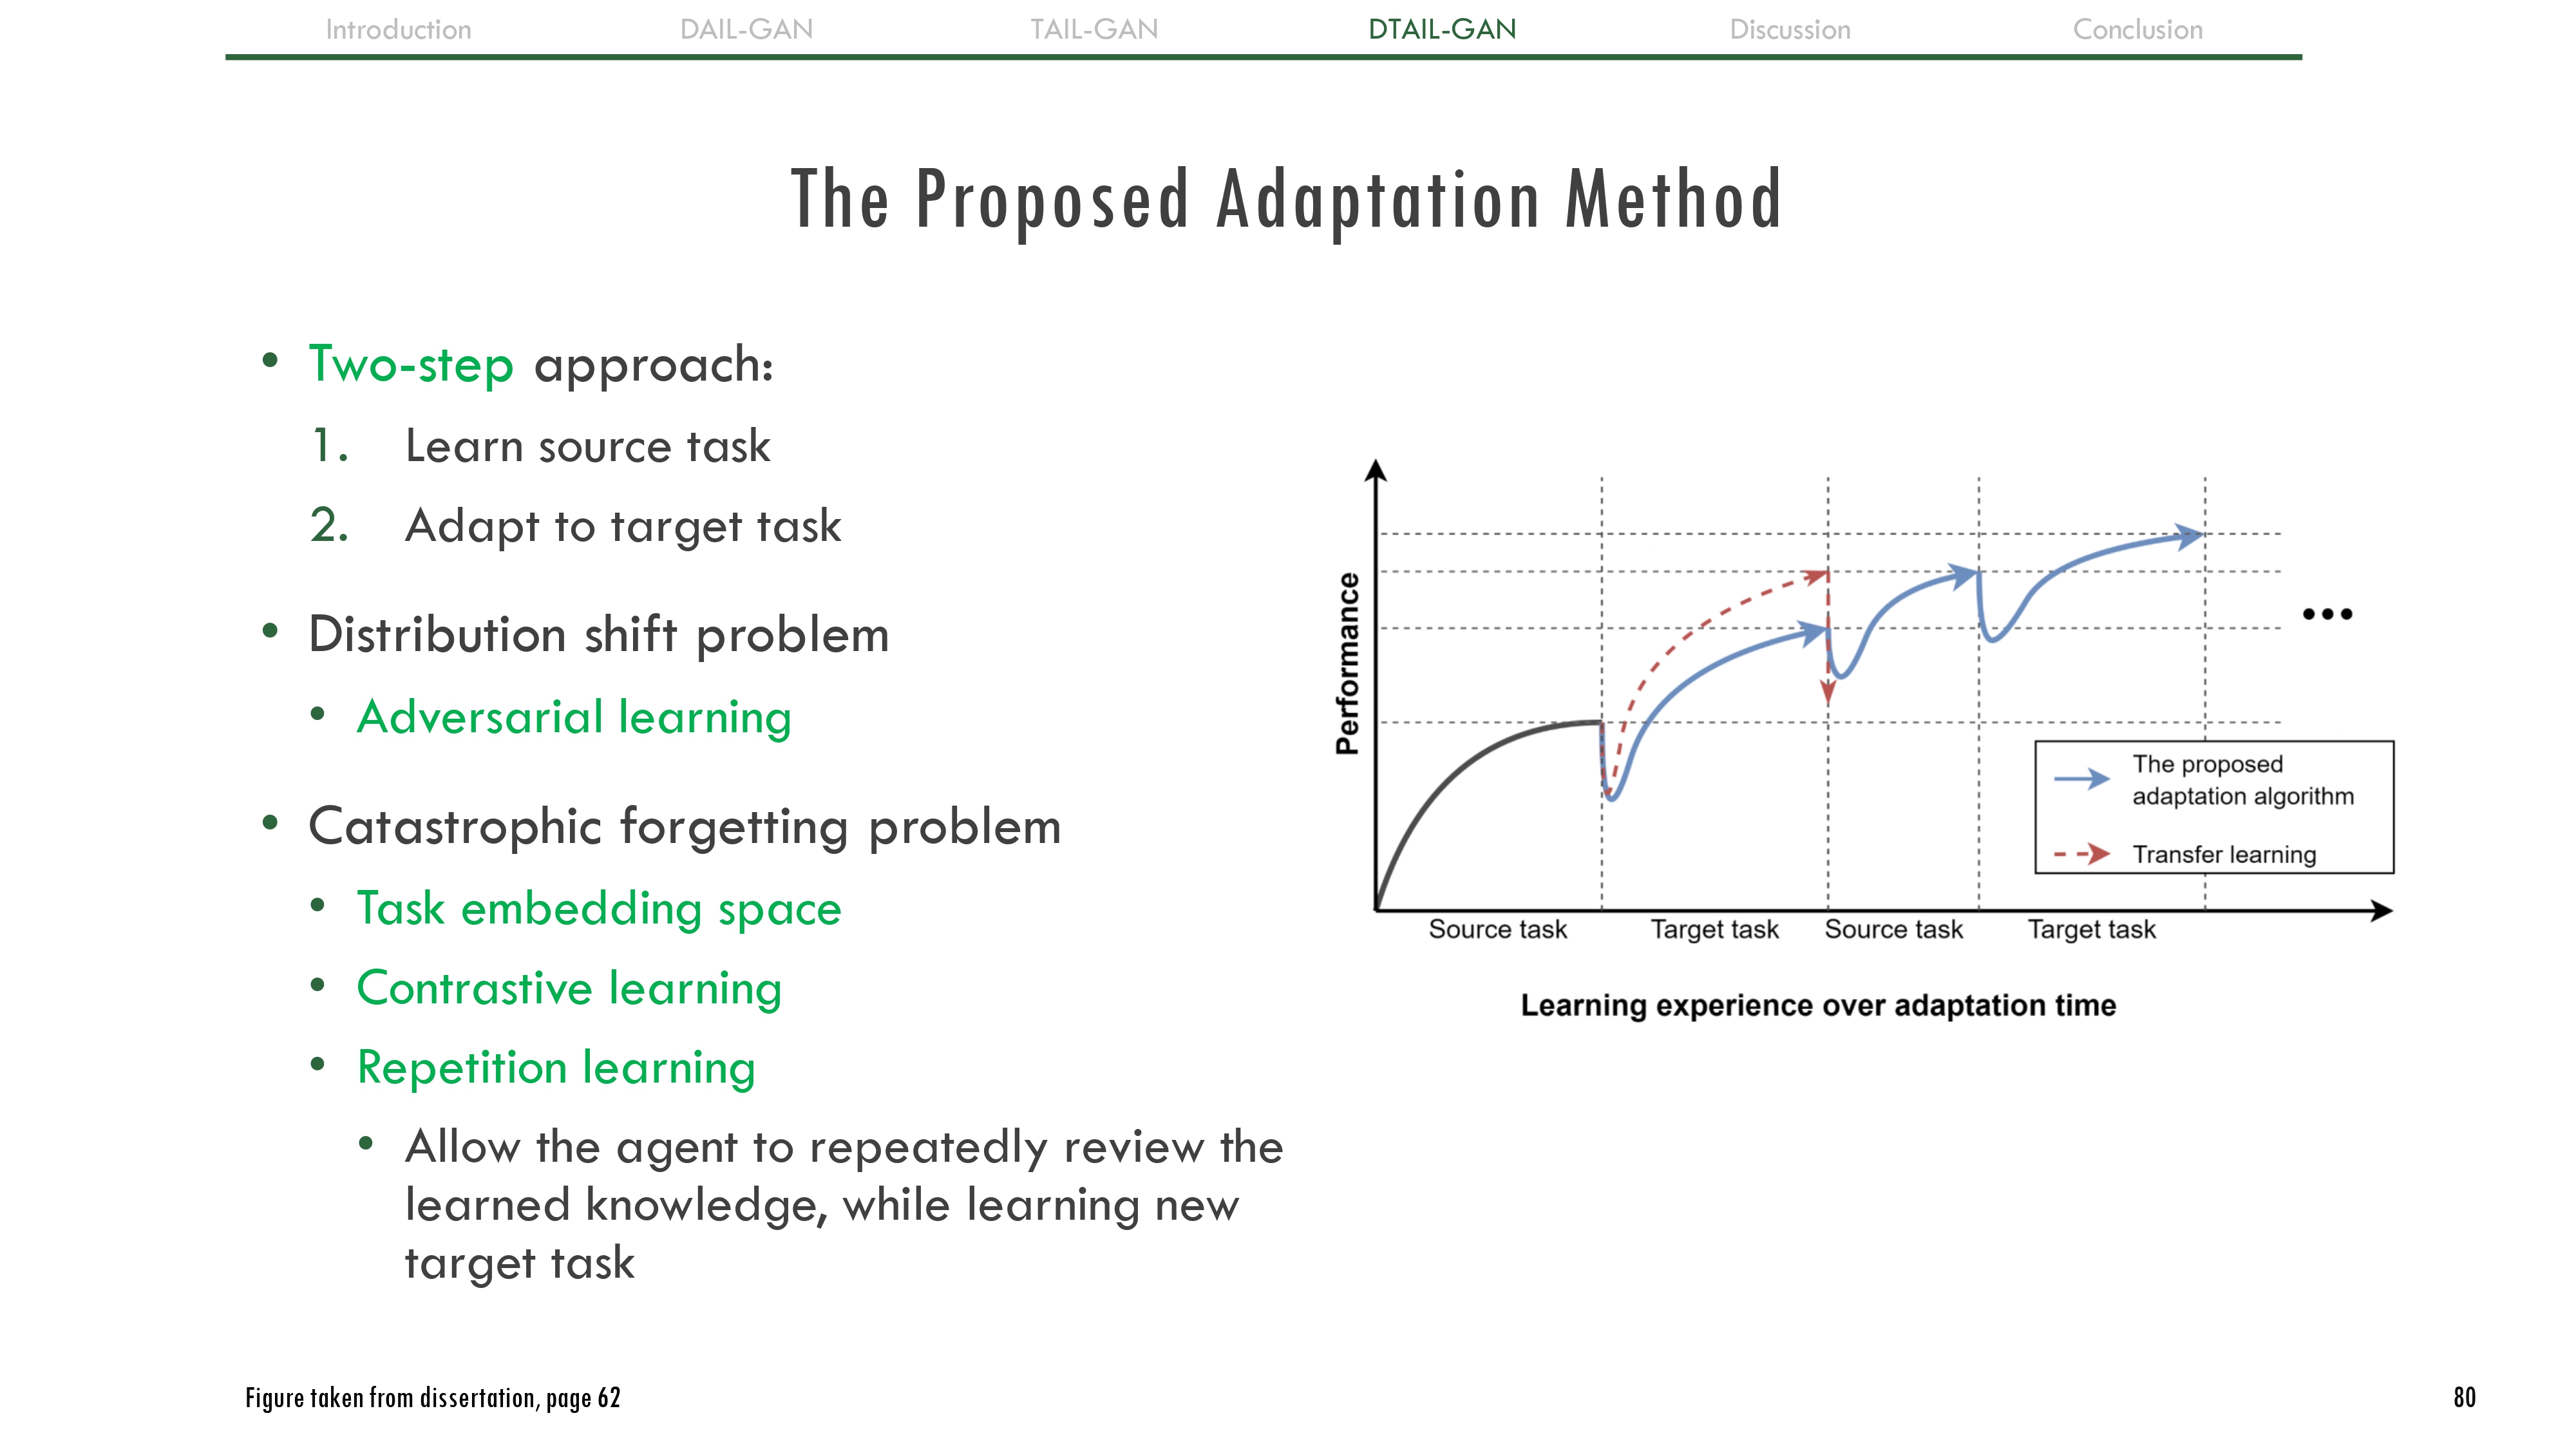 Introduction DAIL-GAN TAIL-GAN DTAIL-GAN Discussion Conclusion
The Proposed Adaptation Method
• Two-step approach:
1. Learn source task
2. Adapt to target task
• Distribution shift problem
• Adversarial learning
• Catastrophic forgetting problem
• Task embedding space
• Contrastive learning
• Repetition learning
• Allow the agent to repeatedly review the
learned knowledge, while learning new
target task
Performance
•••
The proposed
adaptation algorithm
Transfer learning
Source task Target task Source task Target task
Learning experience over adaptation time
Figure taken from dissertation, page 62
80